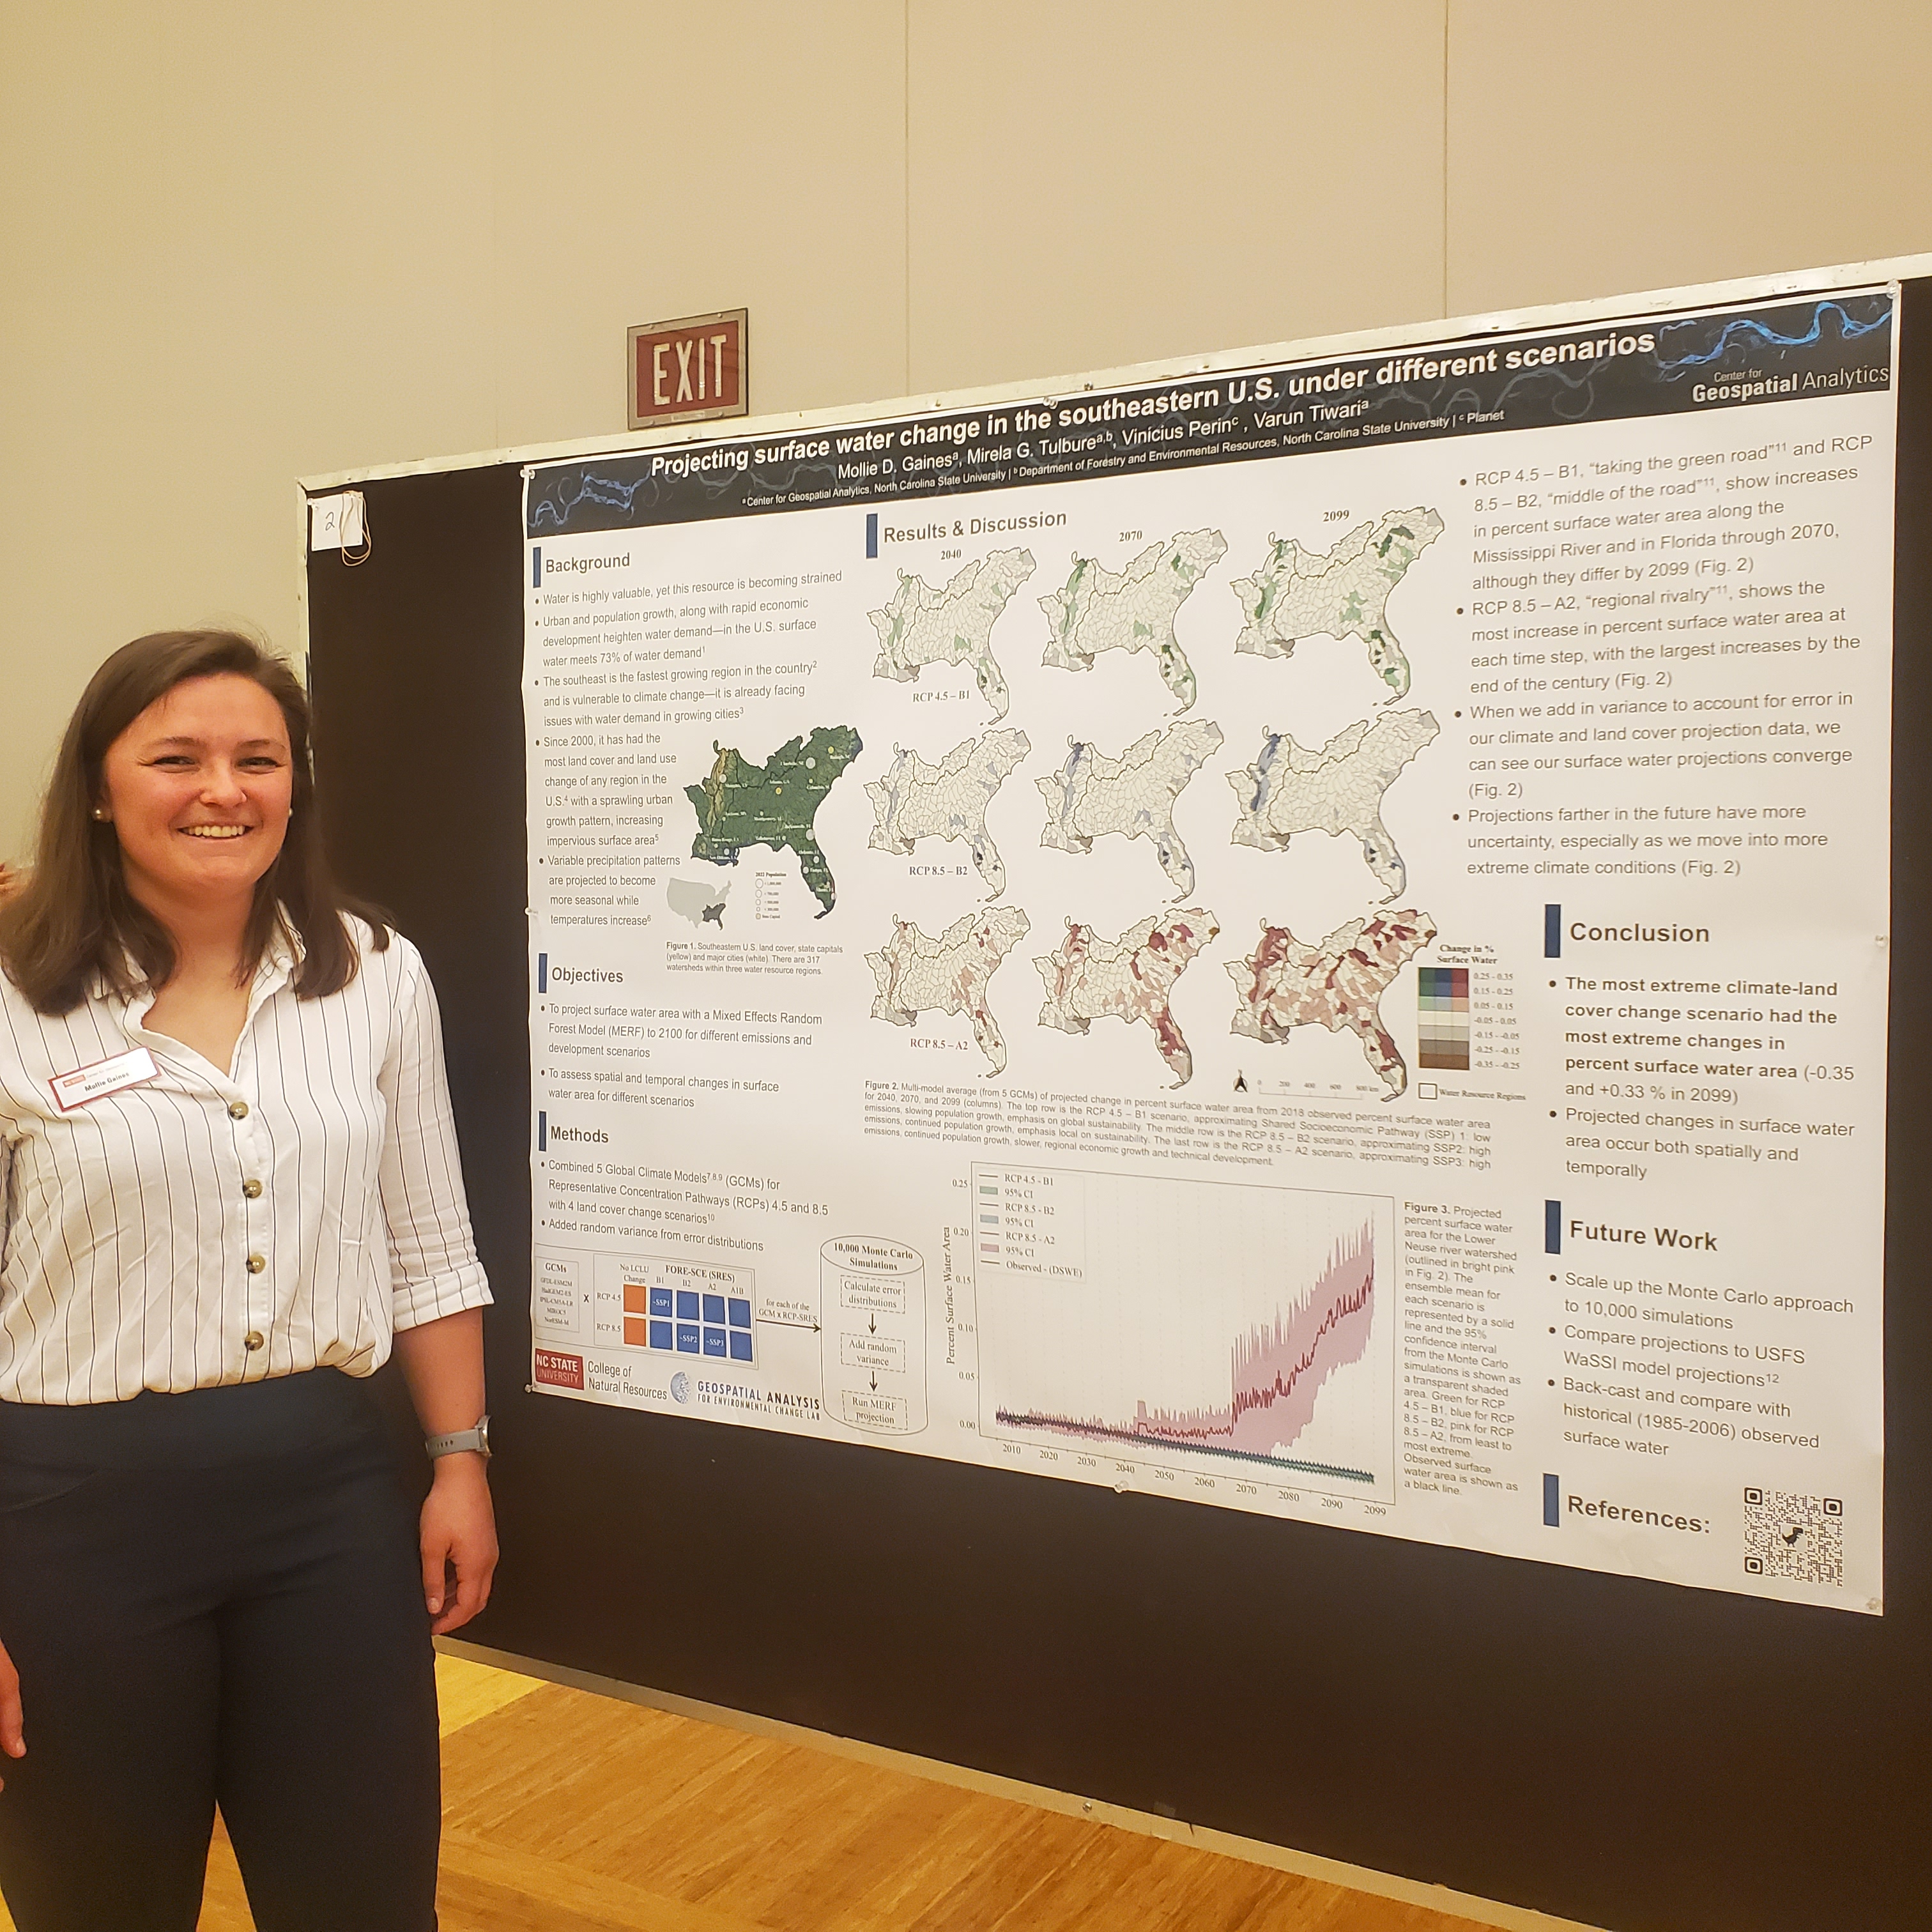 EXIT
2
Projecting surface water change in the southeastern U.S. under different scenarios
Mollie D. Gainesᵃ, Mirela G. Tulbureᵃ,ᵇ, Vinícius Perinᶜ , Varun Tiwariᵃ
ᵃ Center for Geospatial Analytics, North Carolina State University | ᵇ Department of Forestry and Environmental Resources, North Carolina State University | ᶜ Planet
Center for
Geospatial Analytics
Background
• Water is highly valuable, yet this resource is becoming strained
• Urban and population growth, along with rapid economic
development heighten water demand—in the U.S. surface
water meets 73% of water demand¹
• The southeast is the fastest growing region in the country²
and is vulnerable to climate change—it is already facing
issues with water demand in growing cities³
• Since 2000, it has had the
most land cover and land use
change of any region in the
U.S.⁴ with a sprawling urban
growth pattern, increasing
impervious surface area⁵
• Variable precipitation patterns
are projected to become
more seasonal while
temperatures increase⁶
2022 Population
Figure 1. Southeastern U.S. land cover, state capitals
(yellow) and major cities (white). There are 317
watersheds within three water resource regions.
Objectives
• To project surface water area with a Mixed Effects Random
Forest Model (MERF) to 2100 for different emissions and
development scenarios
• To assess spatial and temporal changes in surface
water area for different scenarios
Methods
• Combined 5 Global Climate Models⁷,⁸,⁹ (GCMs) for
Representative Concentration Pathways (RCPs) 4.5 and 8.5
with 4 land cover change scenarios¹⁰
• Added random variance from error distributions
GCMs
X
RCP 4.5
RCP 8.5
No LCLU
Change
FORE-SCE (SRES)
B1 B2 A2 A1B
~SSP1
~SSP2 ~SSP3
for each of the
GCM x RCP-SRES
10,000 Monte Carlo
Simulations
Calculate error
distributions
Add random
variance
Run MERF
projection
NC STATE
UNIVERSITY
College of
Natural Resources
GEOSPATIAL ANALYSIS
FOR ENVIRONMENTAL CHANGE LAB
Results & Discussion
2040
2070
2099
RCP 4.5 – B1
RCP 8.5 – B2
RCP 8.5 – A2
Change in %
Surface Water
0.25 - 0.35
0.15 - 0.25
0.05 - 0.15
-0.05 - 0.05
-0.15 - -0.05
-0.25 - -0.15
-0.35 - -0.25
Water Resource Regions
0 200 400 600 800 km
Figure 2. Multi-model average (from 5 GCMs) of projected change in percent surface water area from 2018 observed percent surface water area
for 2040, 2070, and 2099 (columns). The top row is the RCP 4.5 – B1 scenario, approximating Shared Socioeconomic Pathway (SSP) 1: low
emissions, slowing population growth, emphasis on global sustainability. The middle row is the RCP 8.5 – B2 scenario, approximating SSP2: high
emissions, continued population growth, emphasis local on sustainability. The last row is the RCP 8.5 – A2 scenario, approximating SSP3: high
emissions, continued population growth, slower, regional economic growth and technical development.
Percent Surface Water Area
0.25
0.20
0.15
0.10
0.05
0.00
RCP 4.5 - B1
95% CI
RCP 8.5 - B2
95% CI
RCP 8.5 - A2
95% CI
Observed - (DSWE)
2010 2020 2030 2040 2050 2060 2070 2080 2090 2099
Figure 3. Projected
percent surface water
area for the Lower
Neuse river watershed
(outlined in bright pink
in Fig. 2). The
ensemble mean for
each scenario is
represented by a solid
line and the 95%
confidence interval
from the Monte Carlo
simulations is shown as
a transparent shaded
area. Green for RCP
4.5 – B1, blue for RCP
8.5 – B2, pink for RCP
8.5 – A2, from least to
most extreme.
Observed surface
water area is shown as
a black line.
• RCP 4.5 – B1, “taking the green road”¹¹ and RCP
8.5 – B2, “middle of the road”¹¹, show increases
in percent surface water area along the
Mississippi River and in Florida through 2070,
although they differ by 2099 (Fig. 2)
• RCP 8.5 – A2, “regional rivalry”¹¹, shows the
most increase in percent surface water area at
each time step, with the largest increases by the
end of the century (Fig. 2)
• When we add in variance to account for error in
our climate and land cover projection data, we
can see our surface water projections converge
(Fig. 2)
• Projections farther in the future have more
uncertainty, especially as we move into more
extreme climate conditions (Fig. 2)
Conclusion
• The most extreme climate-land
cover change scenario had the
most extreme changes in
percent surface water area (-0.35
and +0.33 % in 2099)
• Projected changes in surface water
area occur both spatially and
temporally
Future Work
• Scale up the Monte Carlo approach
to 10,000 simulations
• Compare projections to USFS
WaSSI model projections¹²
• Back-cast and compare with
historical (1985-2006) observed
surface water
References:
Mollie Gaines